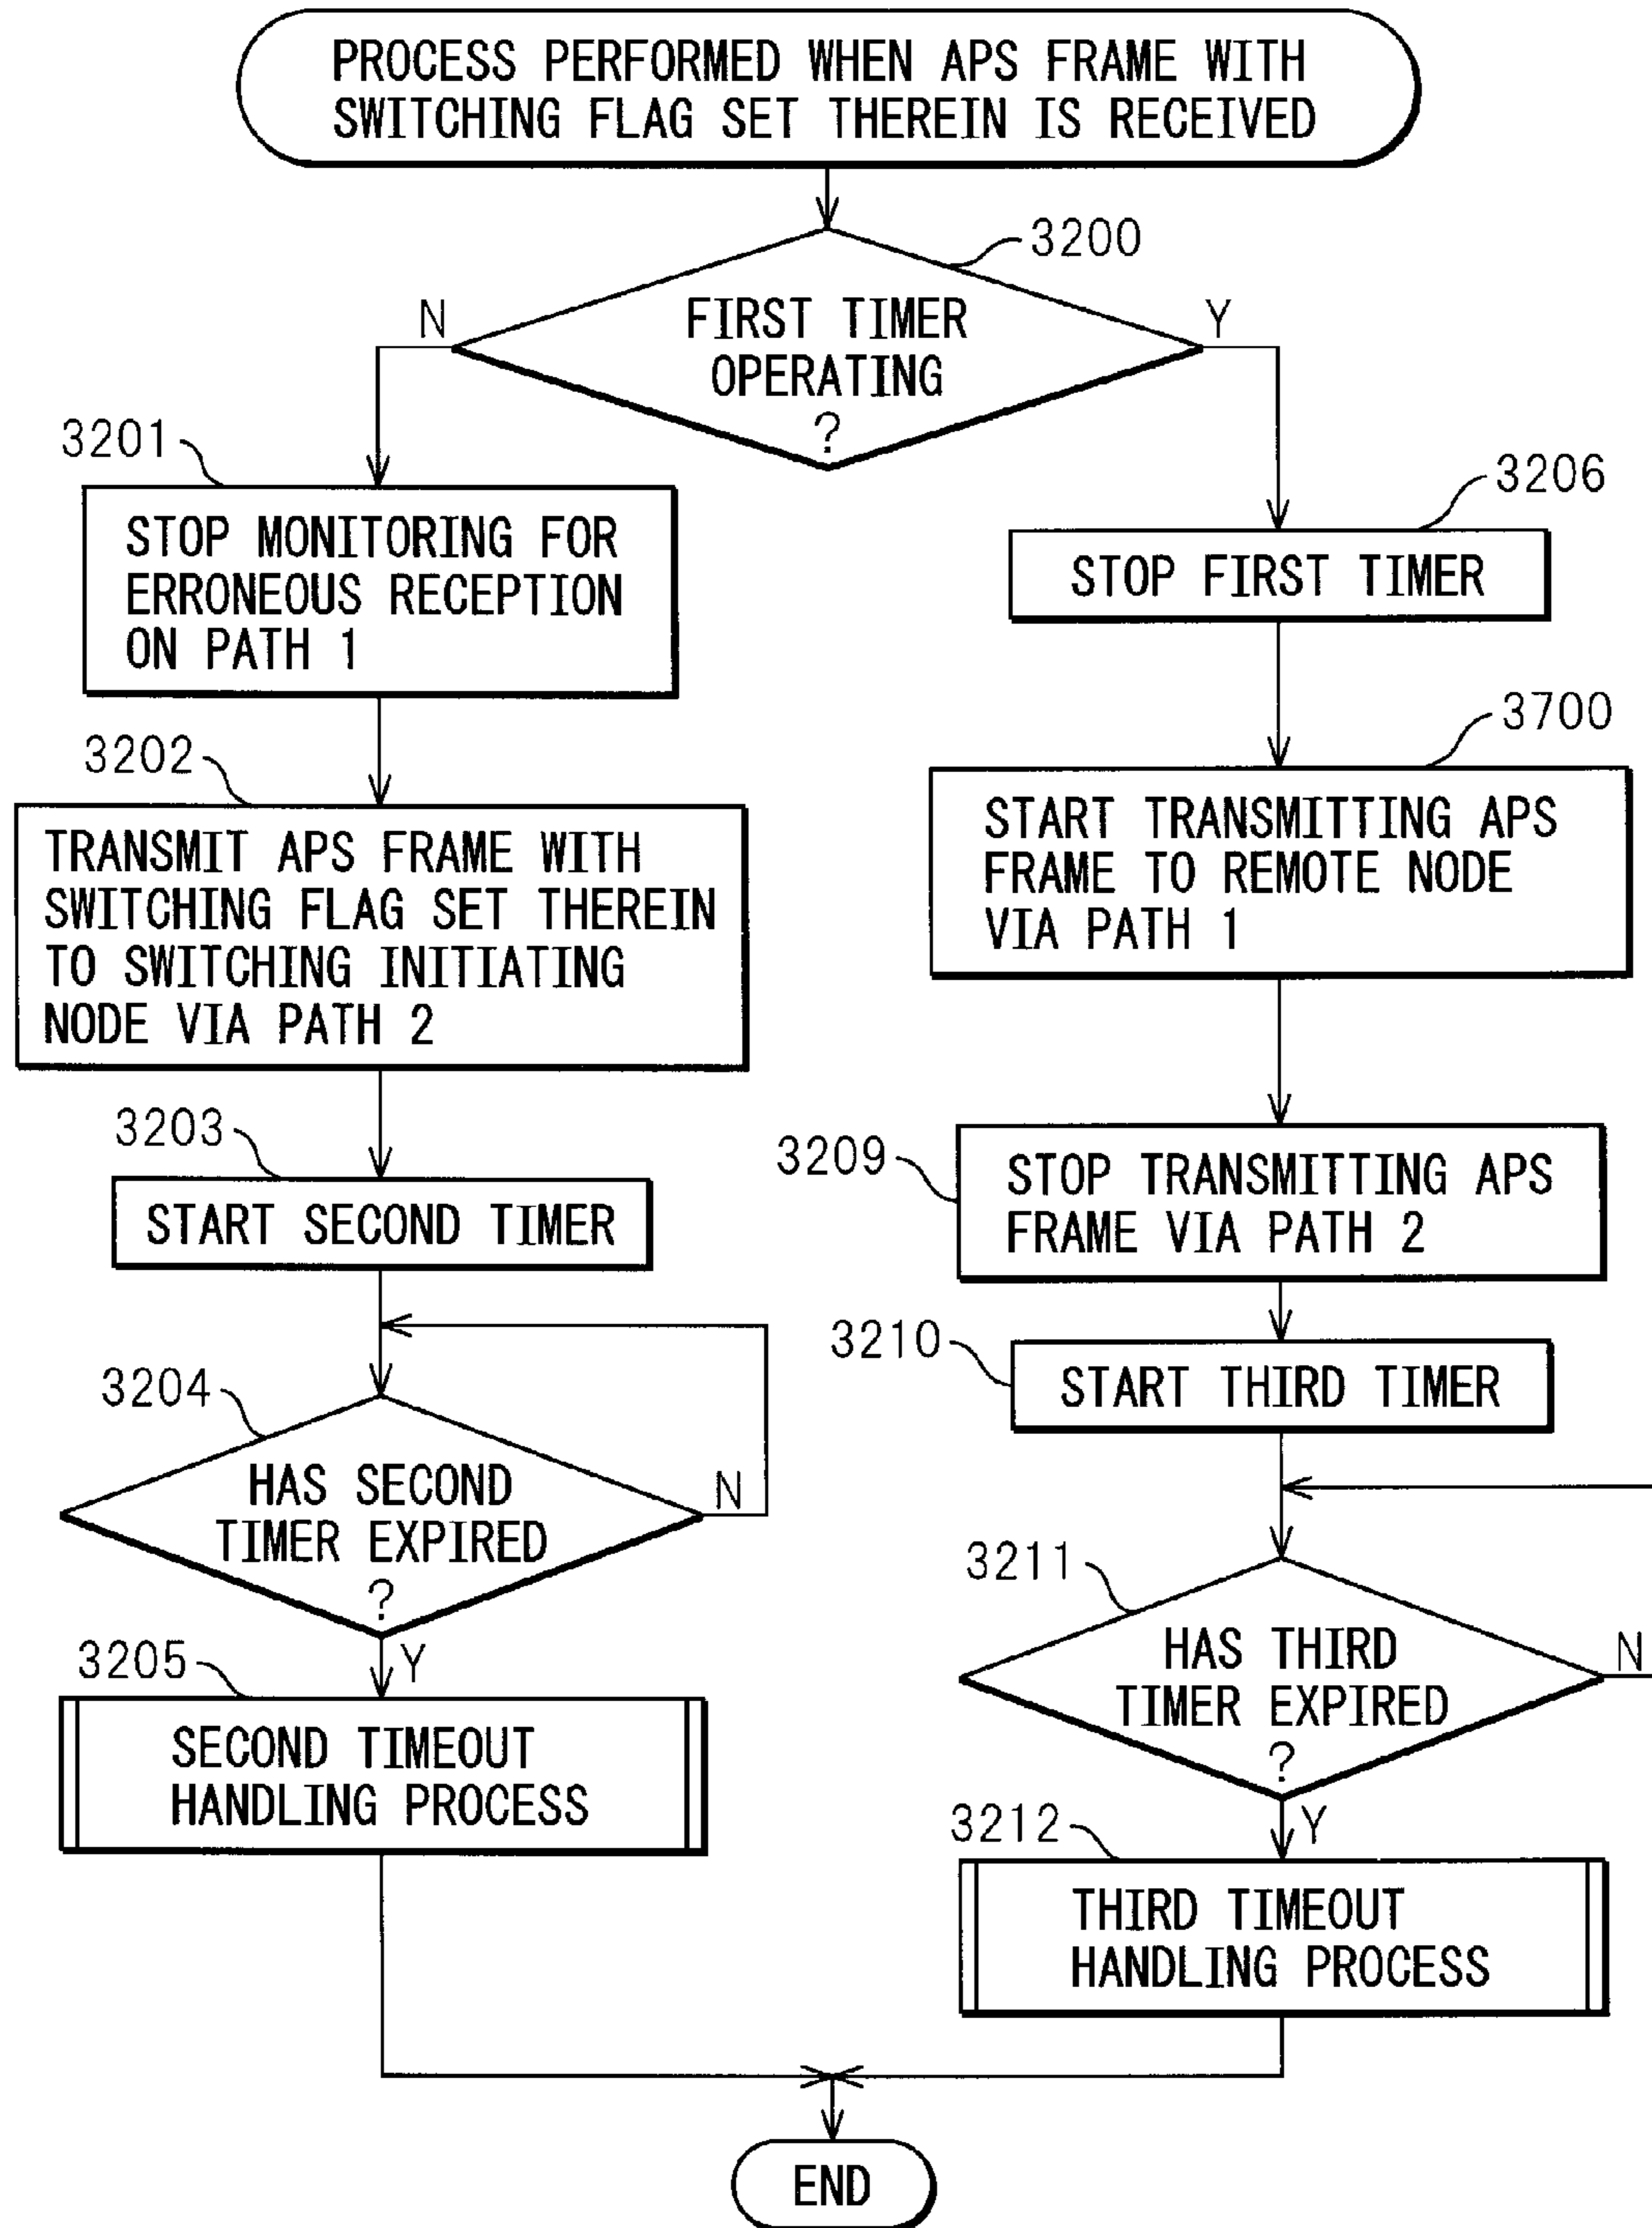 PROCESS PERFORMED WHEN APS FRAME WITH
SWITCHING FLAG SET THEREIN IS RECEIVED
3200
N
Y
FIRST TIMER
OPERATING
?
3201
STOP MONITORING FOR
ERRONEOUS RECEPTION
ON PATH 1
3202
TRANSMIT APS FRAME WITH
SWITCHING FLAG SET THEREIN
TO SWITCHING INITIATING
NODE VIA PATH 2
3203
START SECOND TIMER
3204
HAS SECOND
TIMER EXPIRED
?
N
Y
3205
SECOND TIMEOUT
HANDLING PROCESS
3206
STOP FIRST TIMER
3700
START TRANSMITTING APS
FRAME TO REMOTE NODE
VIA PATH 1
3209
STOP TRANSMITTING APS
FRAME VIA PATH 2
3210
START THIRD TIMER
3211
HAS THIRD
TIMER EXPIRED
?
N
Y
3212
THIRD TIMEOUT
HANDLING PROCESS
END